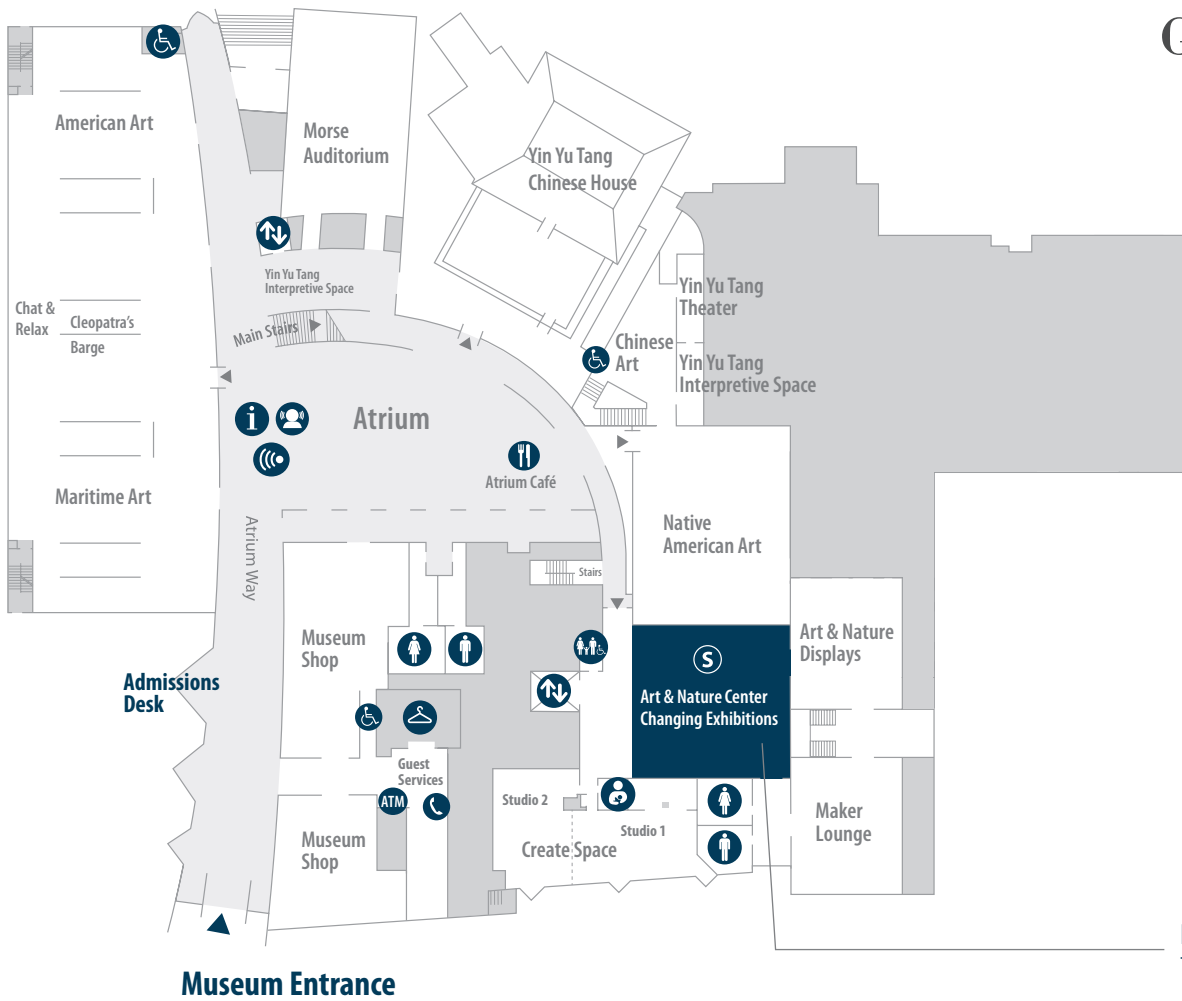 G
American Art
Morse
Auditorium
Yin Yu Tang
Chinese House
Yin Yu Tang
Interpretive Space
Yin Yu Tang
Theater
Chat &
Relax
Cleopatra's
Barge
Main Stairs
Chinese
Art
Yin Yu Tang
Interpretive Space
i
Atrium
Atrium Café
Maritime Art
Atrium Way
Native
American Art
Stairs
Museum
Shop
Art & Nature
Displays
S
Art & Nature Center
Changing Exhibitions
Admissions
Desk
Guest
Services
ATM
Studio 2
Studio 1
Create Space
Maker
Lounge
Museum
Shop
Museum Entrance